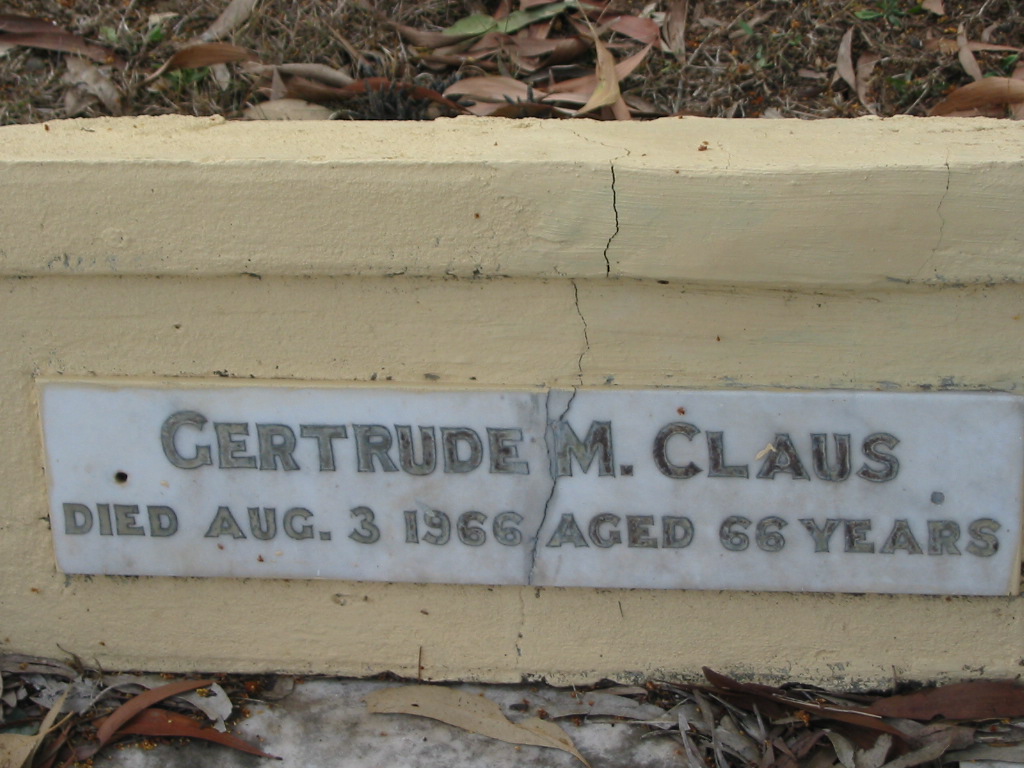 GERTRUDE M. CLAUS
DIED AUG. 3 1966 AGED 66 YEARS